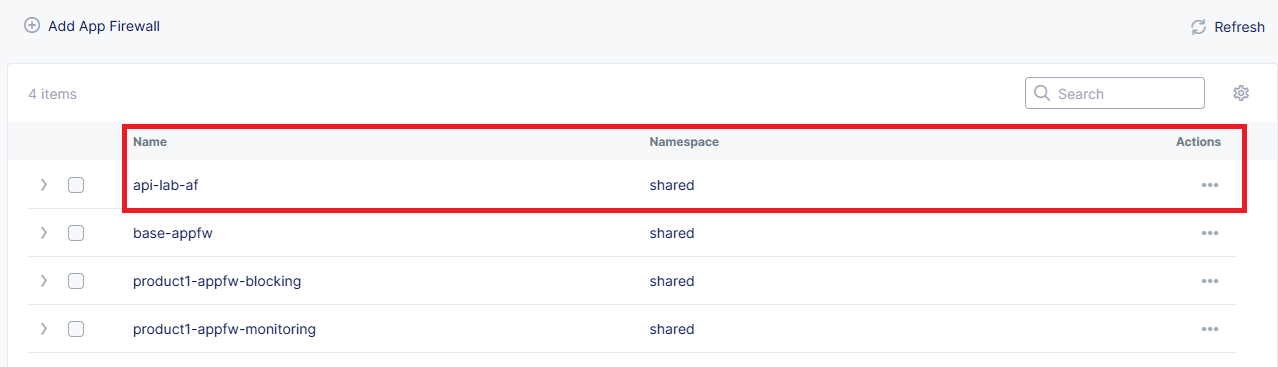 Add App Firewall Refresh
4 items Search
Name Namespace Actions
api-lab-af shared
base-appfw shared
product1-appfw-blocking shared
product1-appfw-monitoring shared